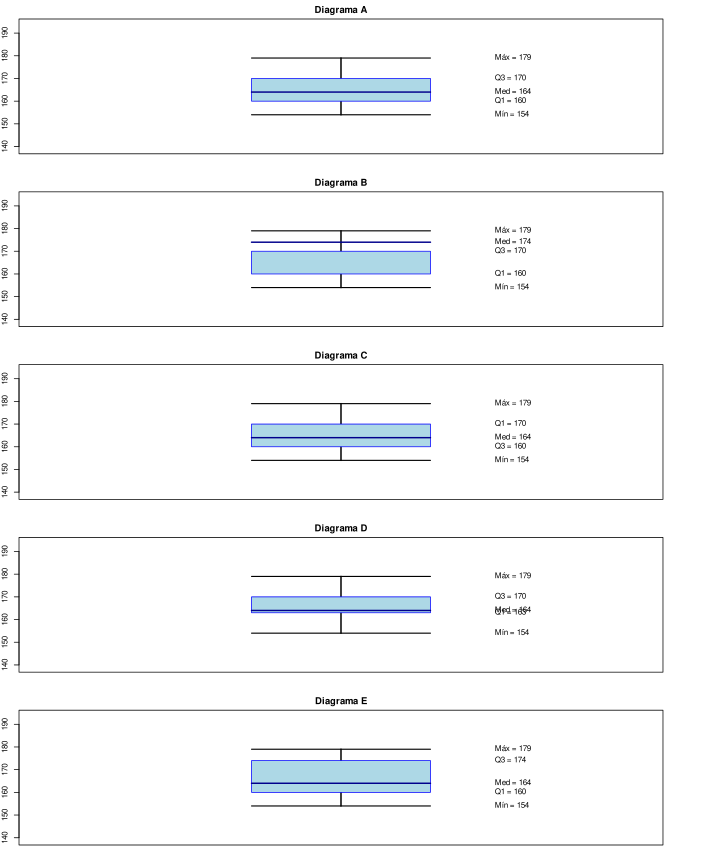 Diagrama A
190
180
170
160
150
140
Máx = 179
Q3 = 170
Med = 164
Q1 = 160
Mín = 154
Diagrama B
190
180
170
160
150
140
Máx = 179
Med = 174
Q3 = 170
Q1 = 160
Mín = 154
Diagrama C
190
180
170
160
150
140
Máx = 179
Q1 = 170
Med = 164
Q3 = 160
Mín = 154
Diagrama D
190
180
170
160
150
140
Máx = 179
Q3 = 170
Med = 164
Q1 = 163
Mín = 154
Diagrama E
190
180
170
160
150
140
Máx = 179
Q3 = 174
Med = 164
Q1 = 160
Mín = 154